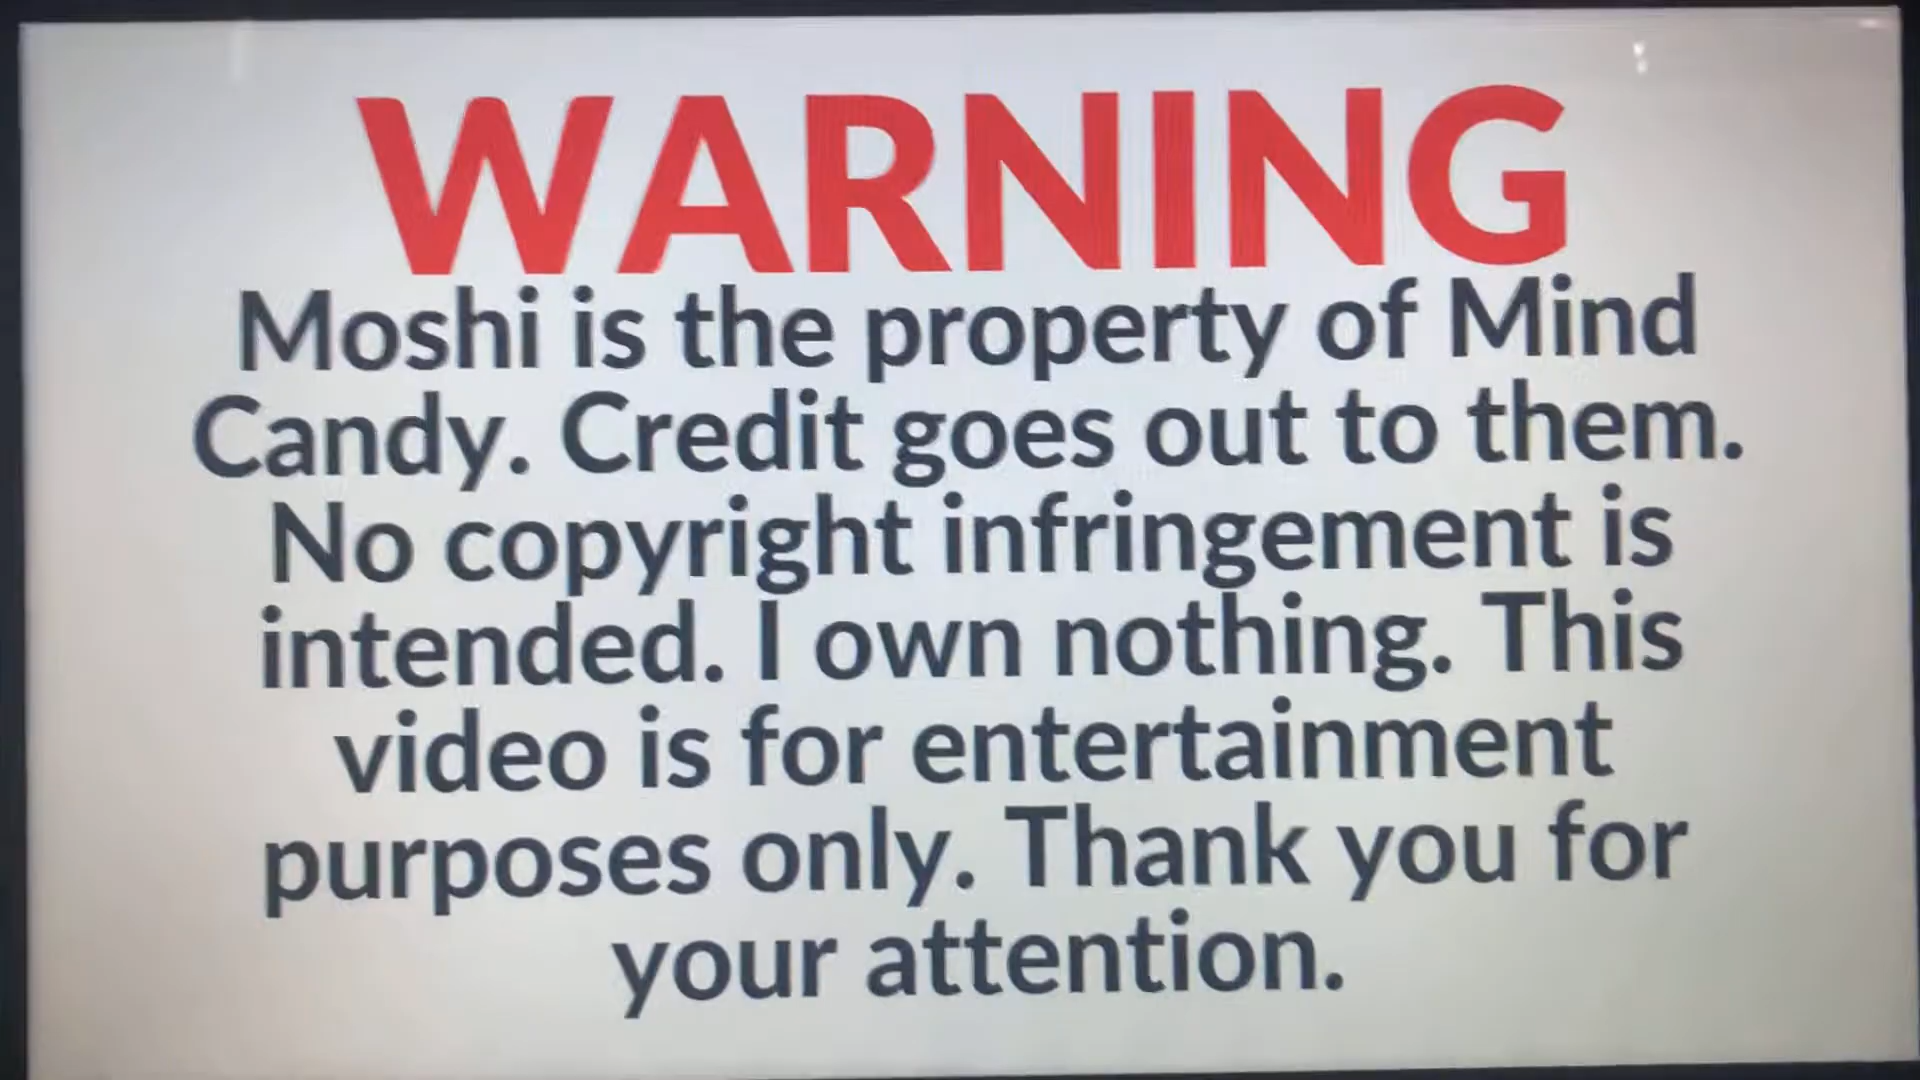 WARNING
Moshi is the property of Mind
Candy. Credit goes out to them.
No copyright infringement is
intended. I own nothing. This
video is for entertainment
purposes only. Thank you for
your attention.